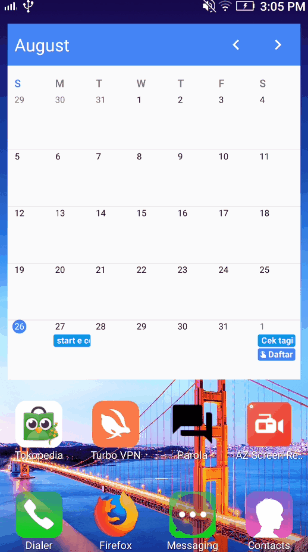 3:05 PM
August
S M T W T F S
29 30 31 1 2 3 4
5 6 7 8 9 10 11
12 13 14 15 16 17 18
19 20 21 22 23 24 25
26 27 28 29 30 31 1
start e c Cek tagi
Daftar
Tokopedia Turbo VPN Parolla AZ Screen Re
Dialer Firefox Messaging Contacts